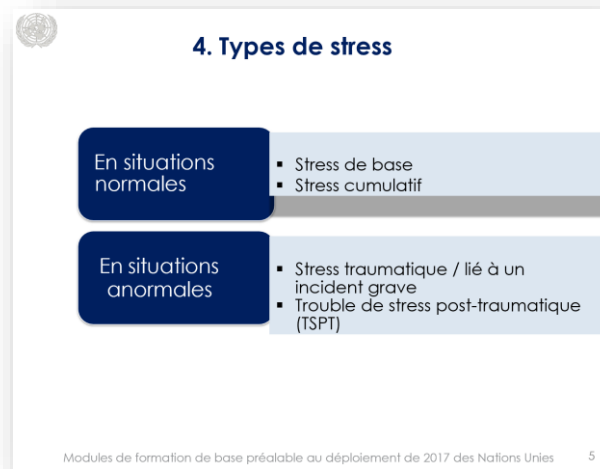 4. Types de stress
En situations
normales
▪ Stress de base
▪ Stress cumulatif
En situations
anormales
▪ Stress traumatique / lié à un
incident grave
▪ Trouble de stress post-traumatique
(TSPT)
Modules de formation de base préalable au déploiement de 2017 des Nations Unies 5